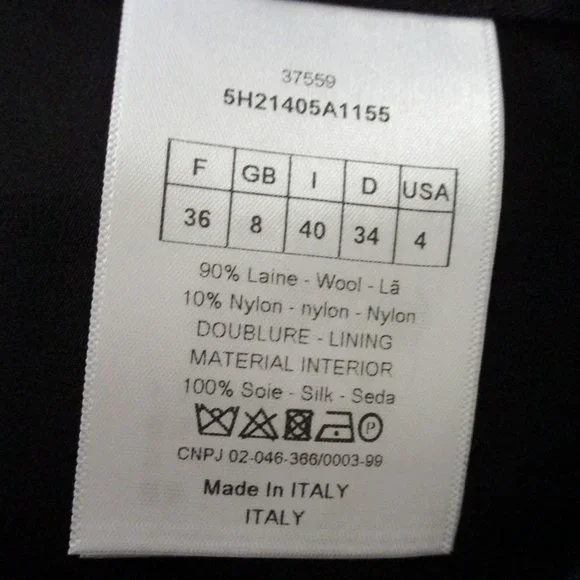 37559
5H21405A1155
F GB I D USA
36 8 40 34 4
90% Laine - Wool - Lã
10% Nylon - nylon - Nylon
DOUBLURE - LINING
MATERIAL INTERIOR
100% Soie - Silk - Seda
P
CNPJ 02-046-366/0003-99
Made In ITALY
ITALY